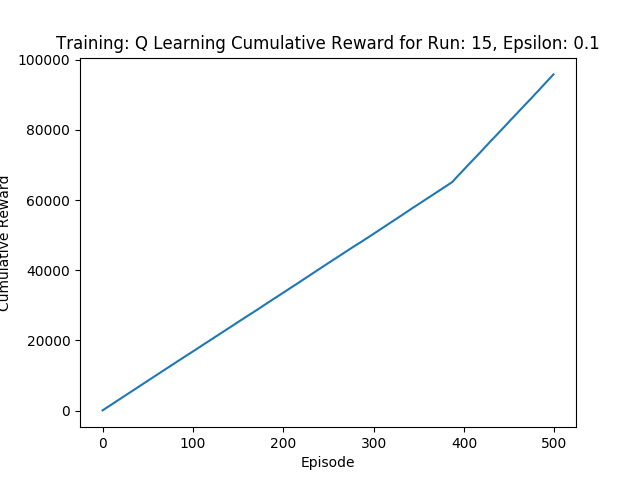 Training: Q Learning Cumulative Reward for Run: 15, Epsilon: 0.1
100000
80000
60000
40000
20000
0
Cumulative Reward
0 100 200 300 400 500
Episode